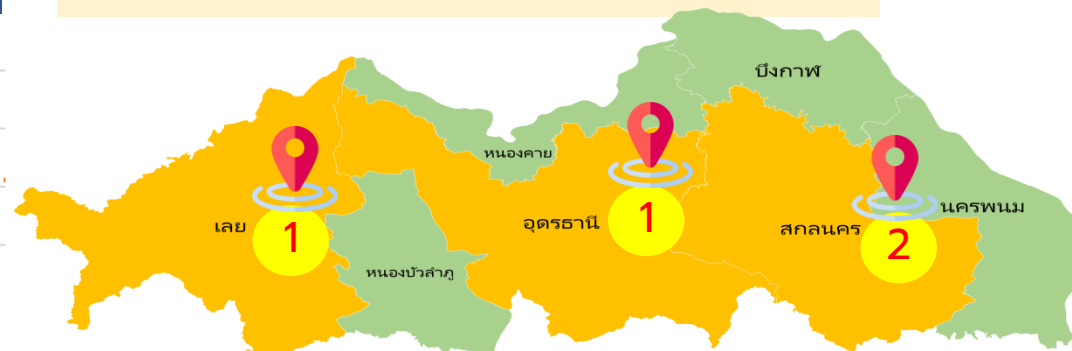 บึงกาฬ
หนองคาย
เลย
1
อุดรธานี
1
สกลนคร
2
นครพนม
หนองบัวลำภู